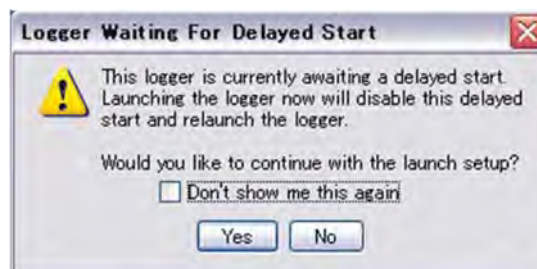 Logger Waiting For Delayed Start
This logger is currently awaiting a delayed start.
Launching the logger now will disable this delayed
start and relaunch the logger.
Would you like to continue with the launch setup?
Don't show me this again
Yes No